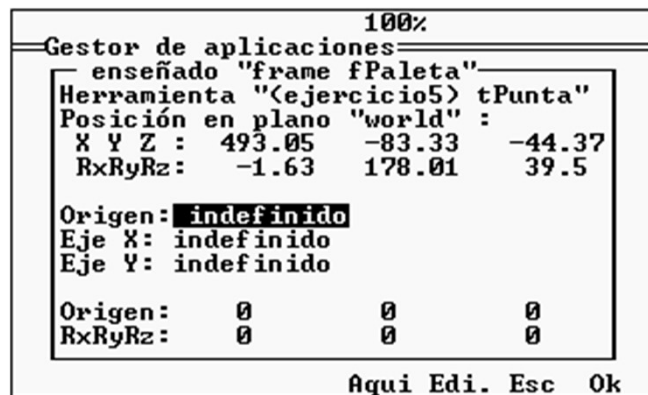 100%
Gestor de aplicaciones
enseñado "frame fPaleta"
Herramienta "(ejercicio5) tPunta"
Posición en plano "world" :
X Y Z : 493.05 -83.33 -44.37
RxRyRz: -1.63 178.01 39.5
Origen: indefinido
Eje X: indefinido
Eje Y: indefinido
Origen: 0 0 0
RxRyRz: 0 0 0
Aqui Edi. Esc Ok